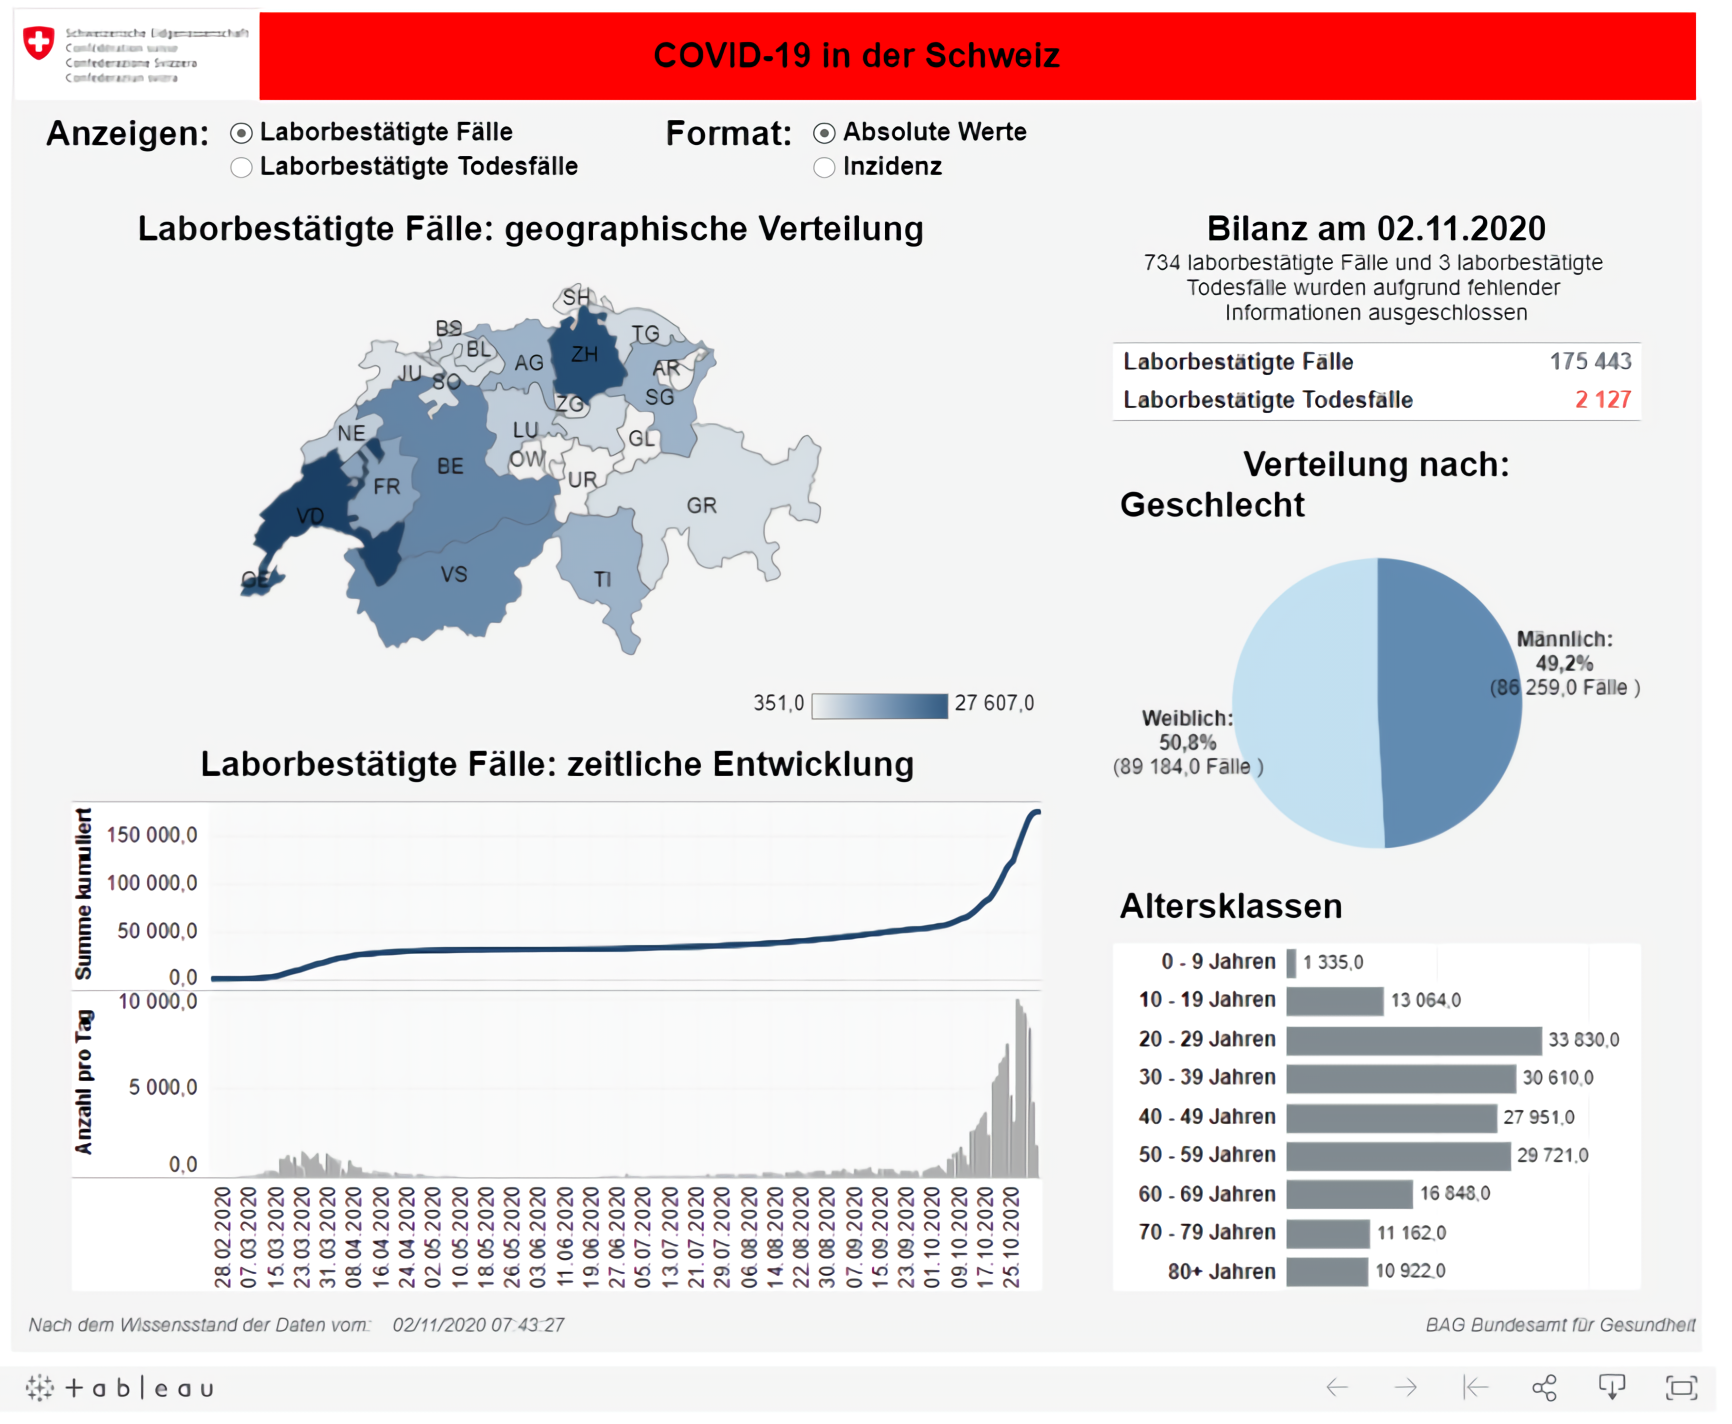 Schweizerische Eidgenossenschaft
Confédération suisse
Confederazione Svizzera
Confederaziun svizra
COVID-19 in der Schweiz
Anzeigen:
Laborbestätigte Fälle
Laborbestätigte Todesfälle
Format:
Absolute Werte
Inzidenz
Laborbestätigte Fälle: geographische Verteilung
SH
BS
BL
AG
ZH
TG
JU
SO
AR
ZG
SG
NE
LU
GL
OW
BE
UR
FR
GR
VD
VS
TI
GE
351,0
27 607,0
Bilanz am 02.11.2020
734 laborbestätigte Fälle und 3 laborbestätigte
Todesfälle wurden aufgrund fehlender
Informationen ausgeschlossen
Laborbestätigte Fälle 175 443
Laborbestätigte Todesfälle 2 127
Verteilung nach:
Geschlecht
Männlich:
49,2%
(86 259,0 Fälle )
Weiblich:
50,8%
(89 184,0 Fälle )
Laborbestätigte Fälle: zeitliche Entwicklung
Summe kumuliert
150 000,0
100 000,0
50 000,0
0,0
Anzahl pro Tag
10 000,0
5 000,0
0,0
28.02.2020
07.03.2020
15.03.2020
23.03.2020
31.03.2020
08.04.2020
16.04.2020
24.04.2020
02.05.2020
10.05.2020
18.05.2020
26.05.2020
03.06.2020
11.06.2020
19.06.2020
27.06.2020
05.07.2020
13.07.2020
21.07.2020
29.07.2020
06.08.2020
14.08.2020
22.08.2020
30.08.2020
07.09.2020
15.09.2020
23.09.2020
01.10.2020
09.10.2020
17.10.2020
25.10.2020
Altersklassen
0 - 9 Jahren 1 335,0
10 - 19 Jahren 13 064,0
20 - 29 Jahren 33 830,0
30 - 39 Jahren 30 610,0
40 - 49 Jahren 27 951,0
50 - 59 Jahren 29 721,0
60 - 69 Jahren 16 848,0
70 - 79 Jahren 11 162,0
80+ Jahren 10 922,0
Nach dem Wissensstand der Daten vom: 02/11/2020 07:43:27
BAG Bundesamt für Gesundheit
+ableau